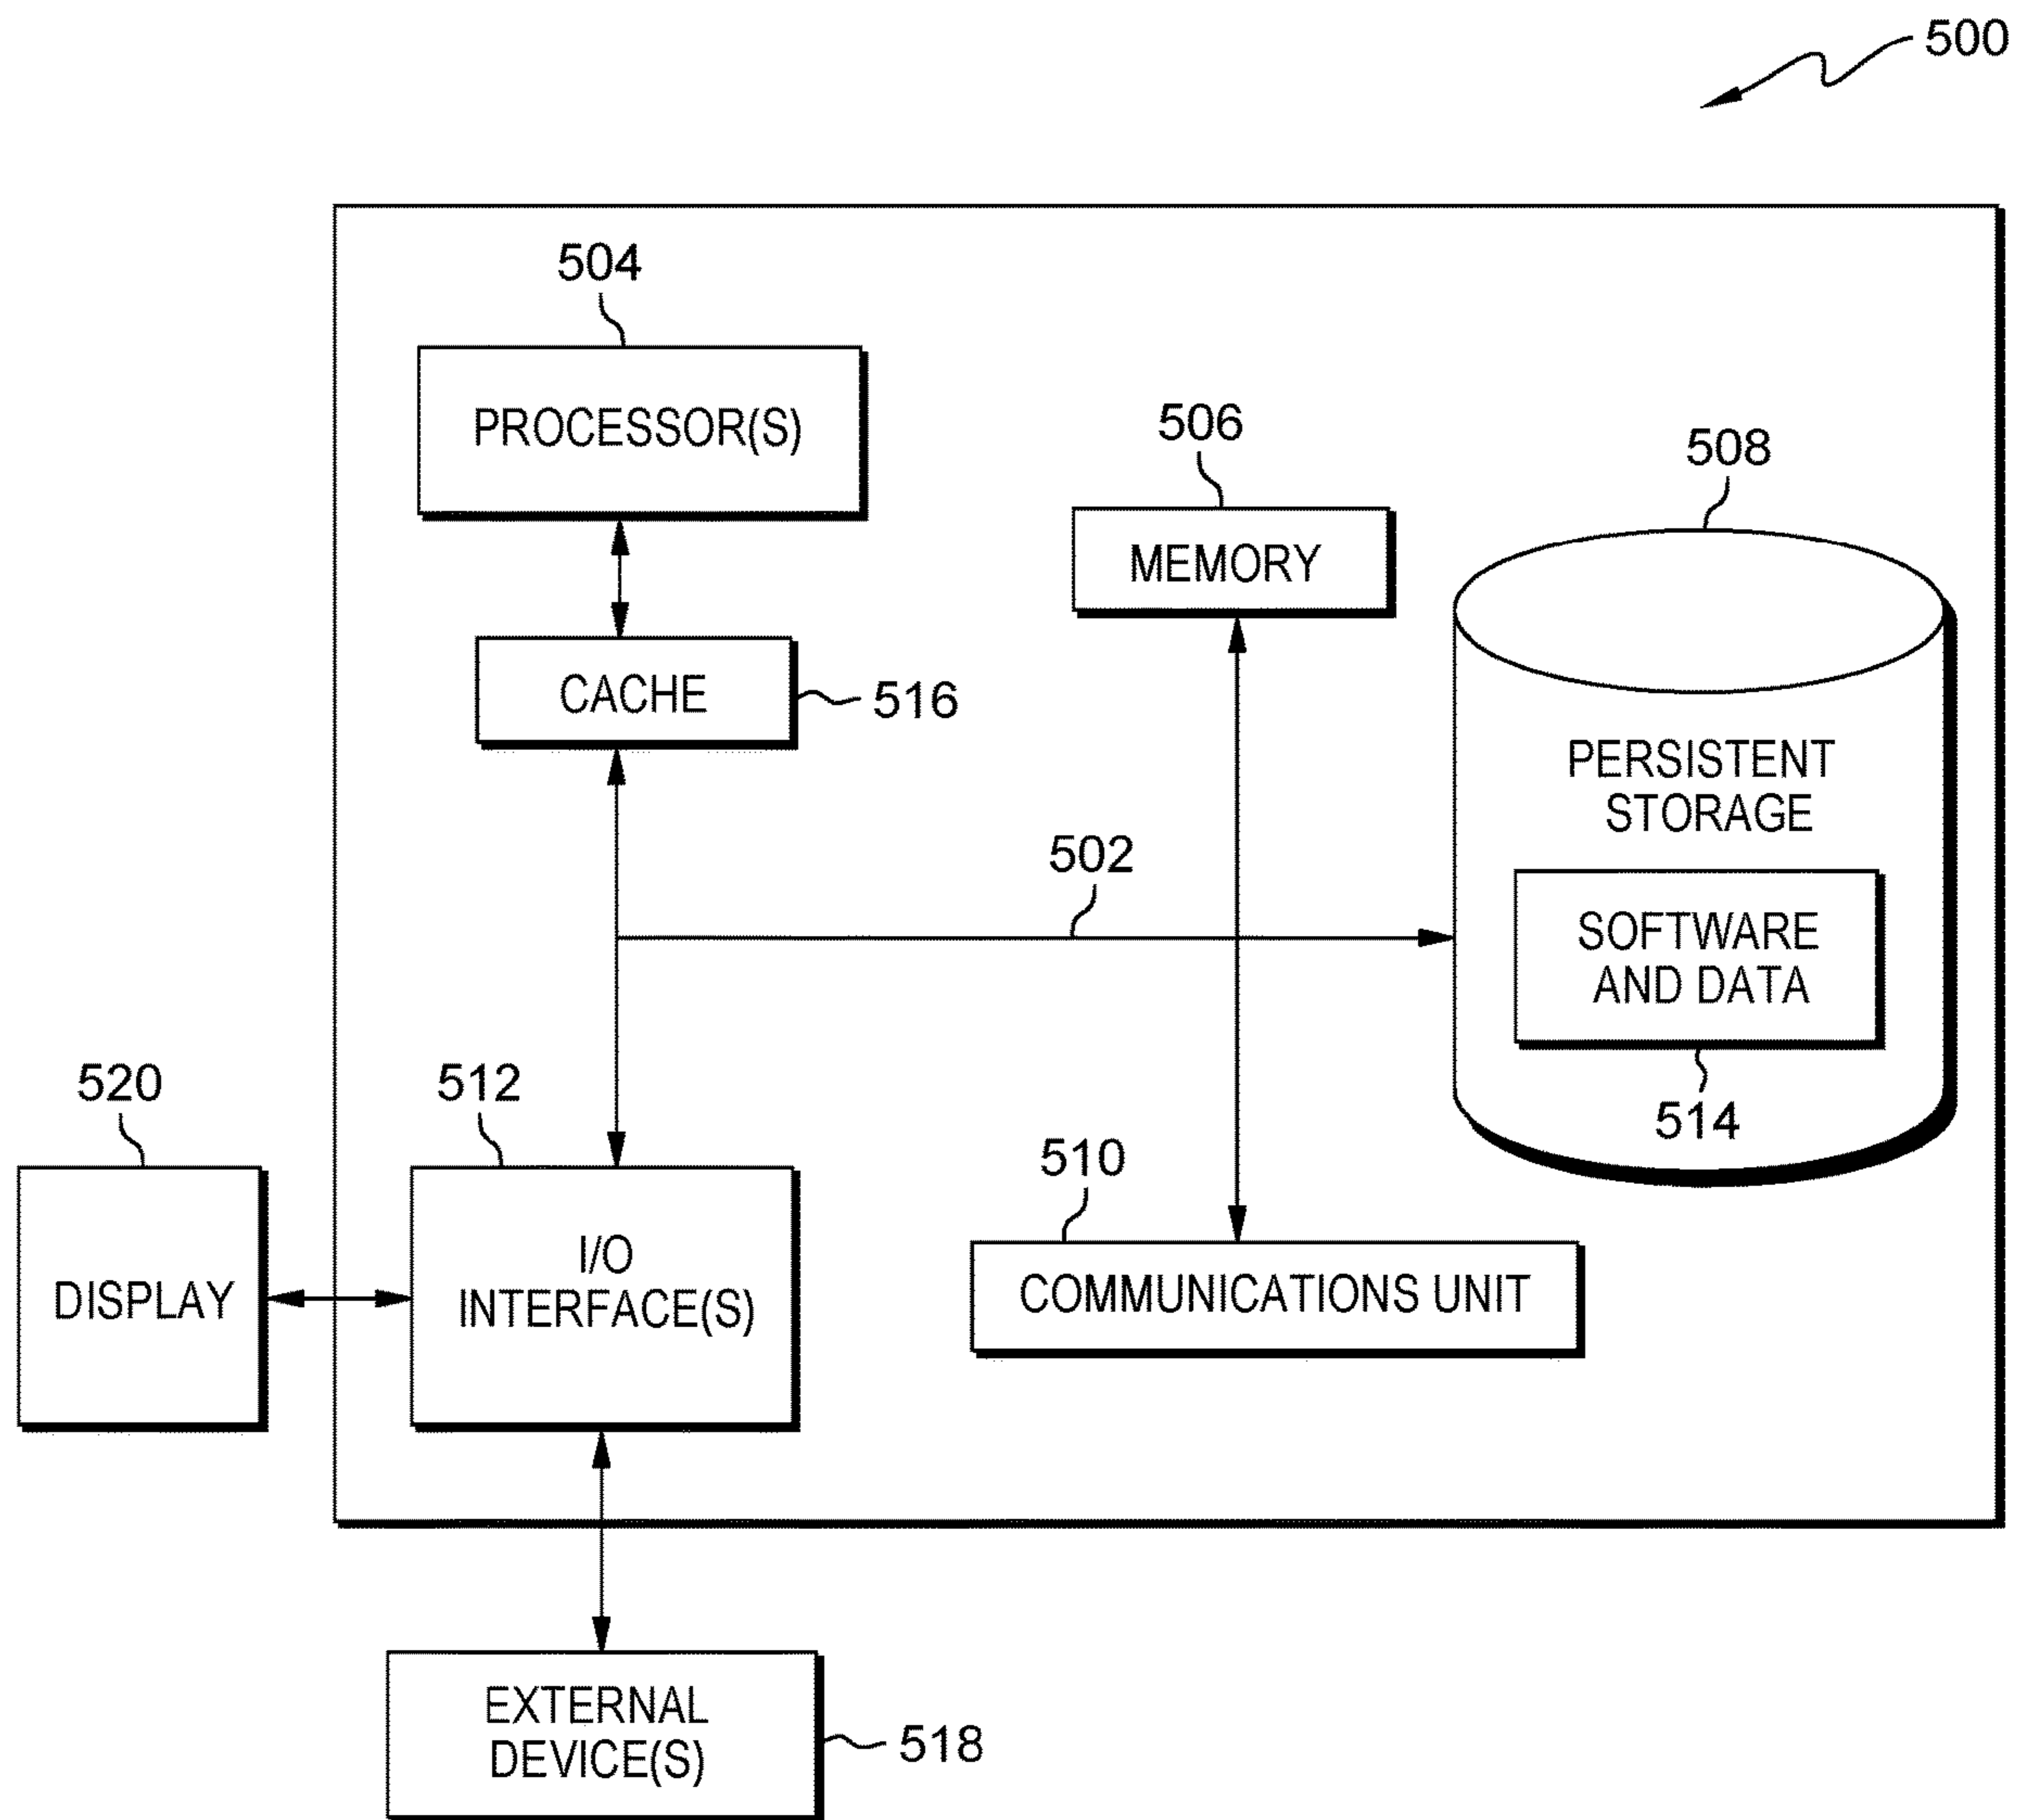 500
504
PROCESSOR(S)
506
MEMORY
508
CACHE
516
PERSISTENT
STORAGE
502
SOFTWARE
AND DATA
514
520
DISPLAY
512
I/O
INTERFACE(S)
510
COMMUNICATIONS UNIT
EXTERNAL
DEVICE(S)
518